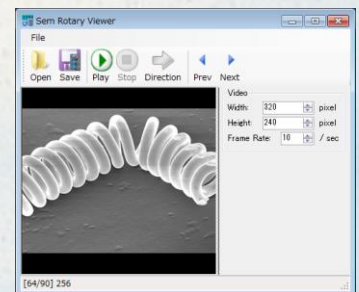 Sem Rotary Viewer
File
Open Save Play Stop Direction Prev Next
Video
Width: 320 pixel
Height: 240 pixel
Frame Rate: 10 / sec
[64/90] 256